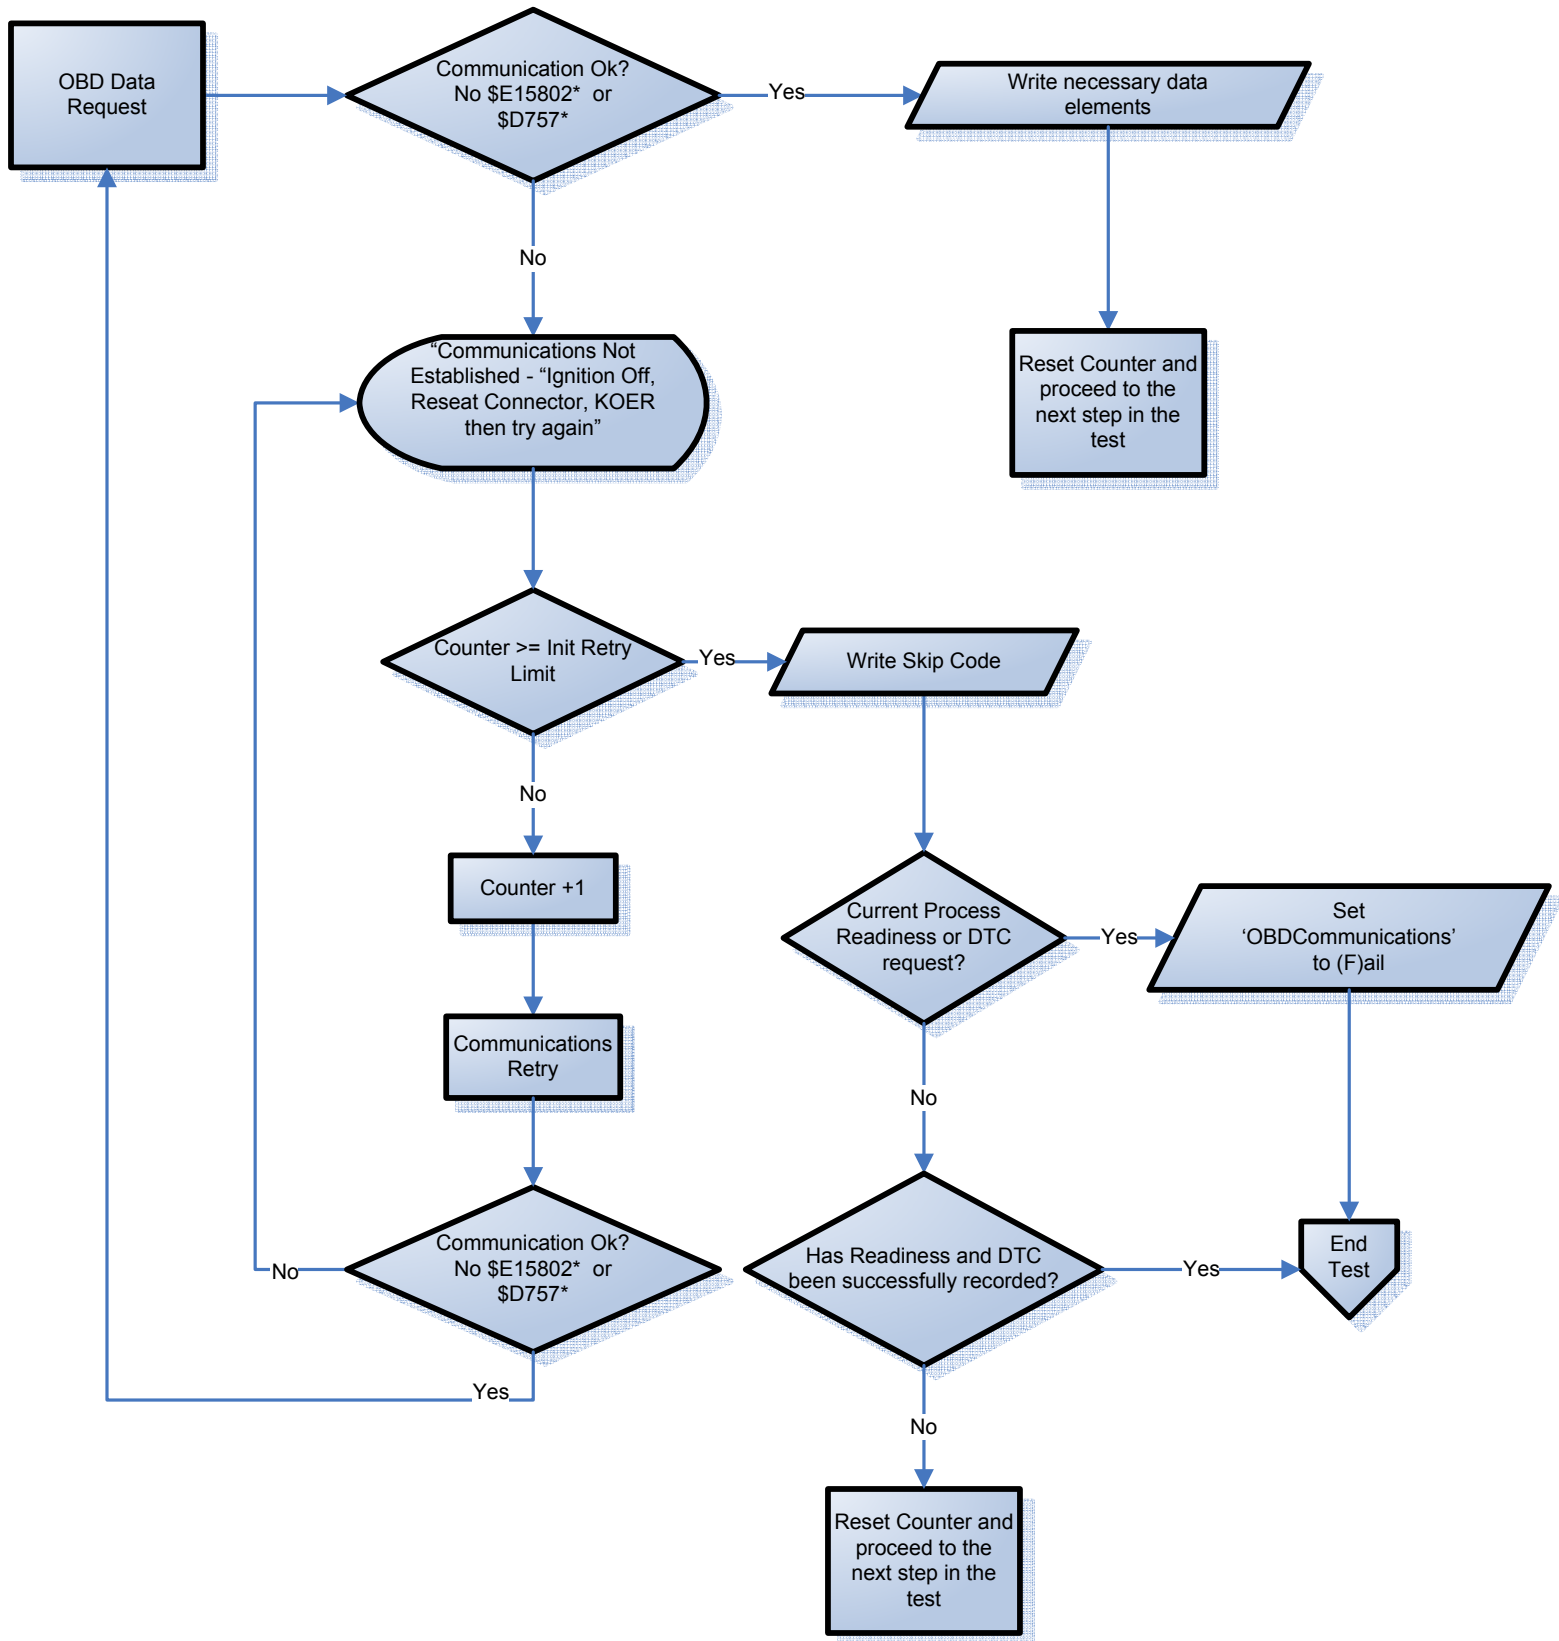 OBD Data
Request
Communication Ok?
No $E15802* or
$D757*
Yes
Write necessary data
elements
No
"Communications Not
Established - "Ignition Off,
Reseat Connector, KOER
then try again"
Reset Counter and
proceed to the
next step in the
test
Counter >= Init Retry
Limit
Yes
Write Skip Code
No
Counter +1
Current Process
Readiness or DTC
request?
Yes
Set
‘OBDCommunications’
to (F)ail
Communications
Retry
No
Communication Ok?
No $E15802* or
$D757*
No
Yes
Has Readiness and DTC
been successfully recorded?
Yes
End
Test
No
Reset Counter and
proceed to the
next step in the
test